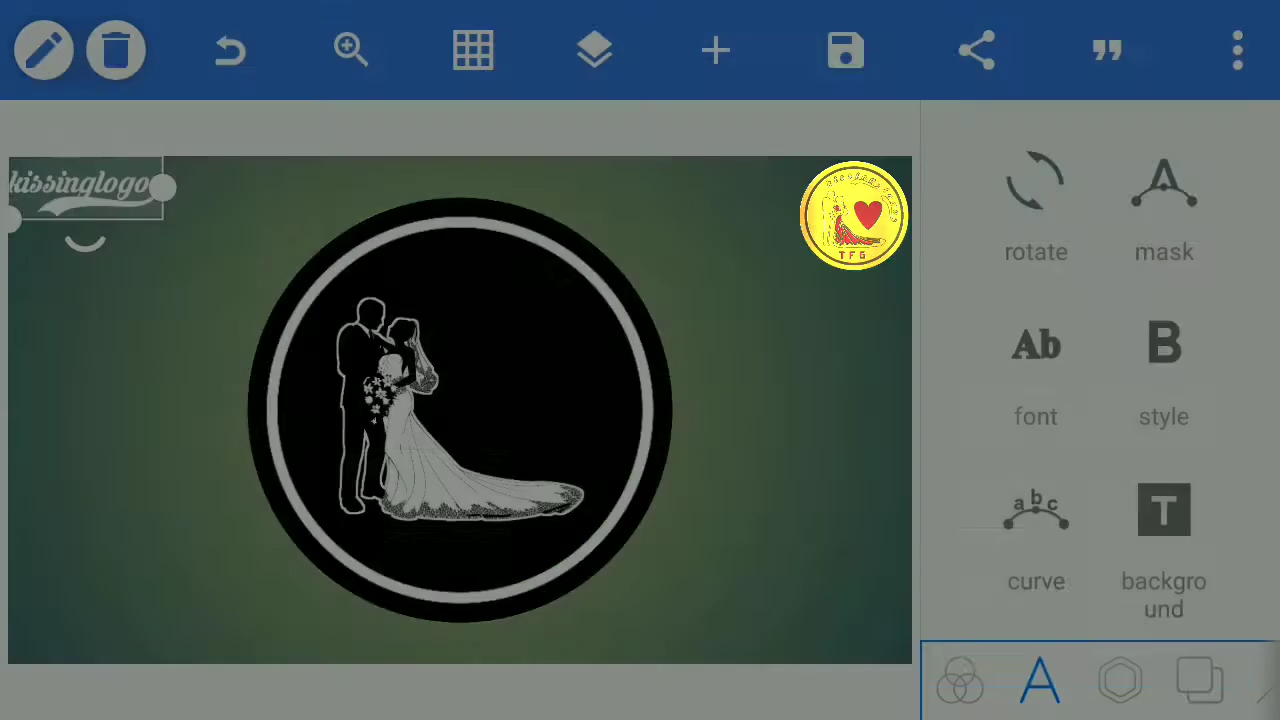 kissinglogo
TFG
rotate
mask
Ab
B
font
style
abc
T
curve
backgro
und
A